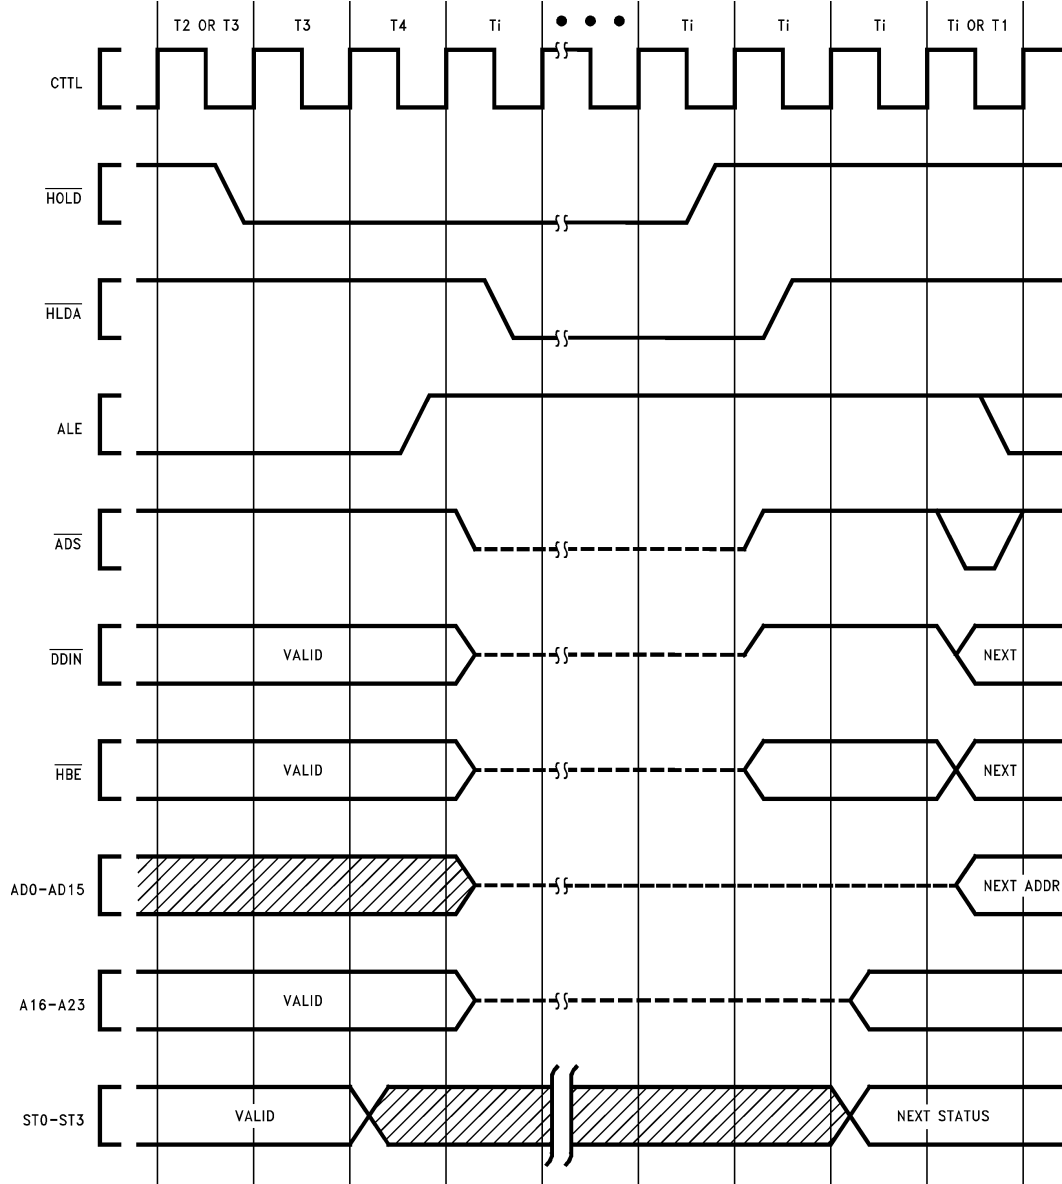 T2 OR T3 T3 T4 Ti • • • Ti Ti Ti Ti OR T1
CTTL
HOLD
HLDA
ALE
ADS
DDIN VALID NEXT
HBE VALID NEXT
AD0-AD15 NEXT ADDR
A16-A23 VALID
ST0-ST3 VALID NEXT STATUS